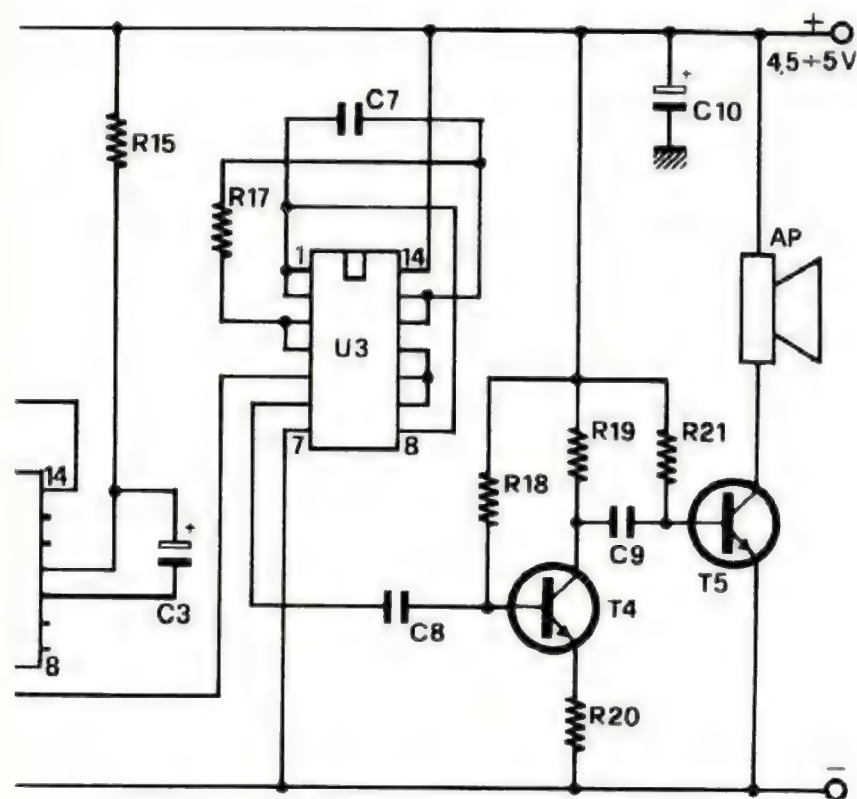 +
4,5÷5V
C7
+
C10
R15
R17
AP
1
14
U3
R19
R21
7
8
R18
14
+
C9
T5
C3
C8
T4
8
R20
−